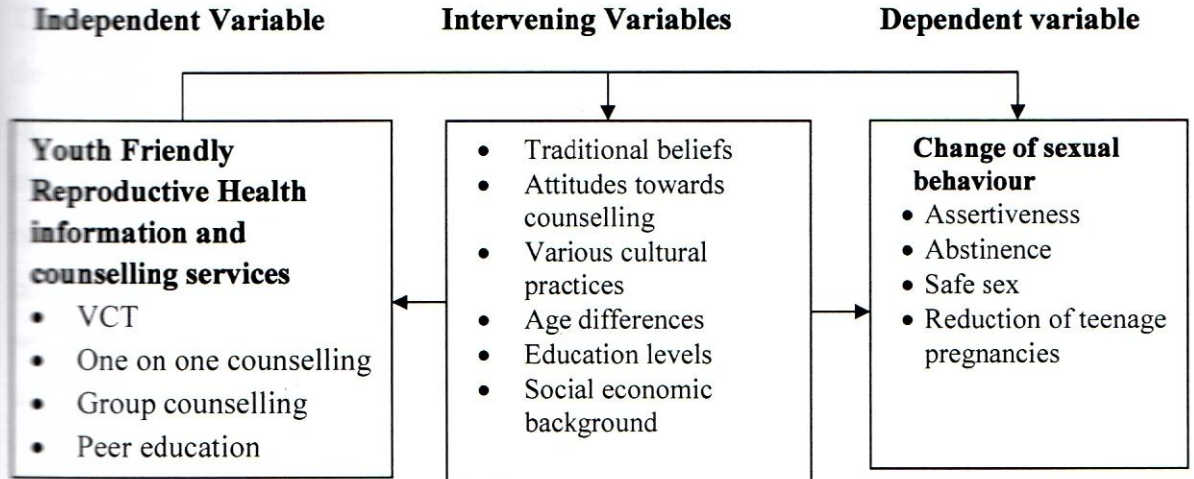 Independent Variable
Intervening Variables
Dependent variable
Youth Friendly
Reproductive Health
information and
counselling services
• VCT
• One on one counselling
• Group counselling
• Peer education
• Traditional beliefs
• Attitudes towards
counselling
• Various cultural
practices
• Age differences
• Education levels
• Social economic
background
Change of sexual
behaviour
• Assertiveness
• Abstinence
• Safe sex
• Reduction of teenage
pregnancies